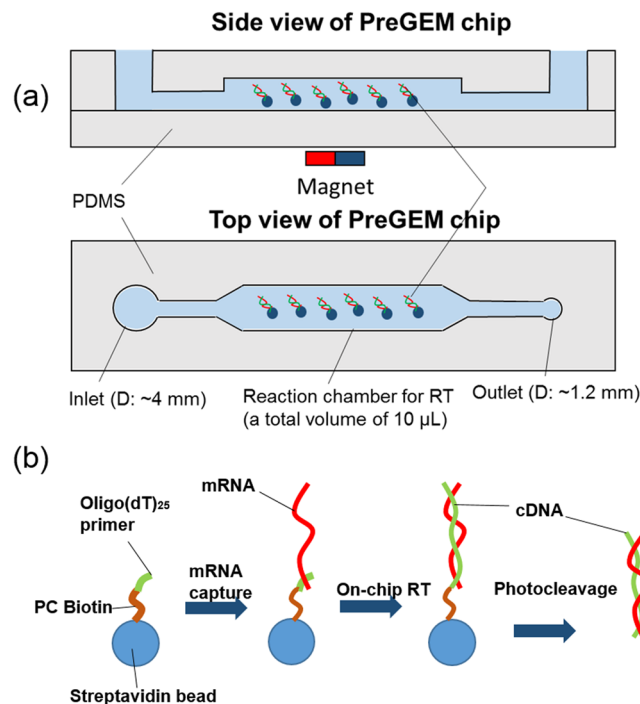 Side view of PreGEM chip
(a)
Magnet
PDMS
Top view of PreGEM chip
Inlet (D: ~4 mm)
Reaction chamber for RT
(a total volume of 10 µL)
Outlet (D: ~1.2 mm)
(b)
Oligo(dT)₂₅
primer
mRNA
cDNA
PC Biotin
mRNA
capture
On-chip RT
Photocleavage
Streptavidin bead